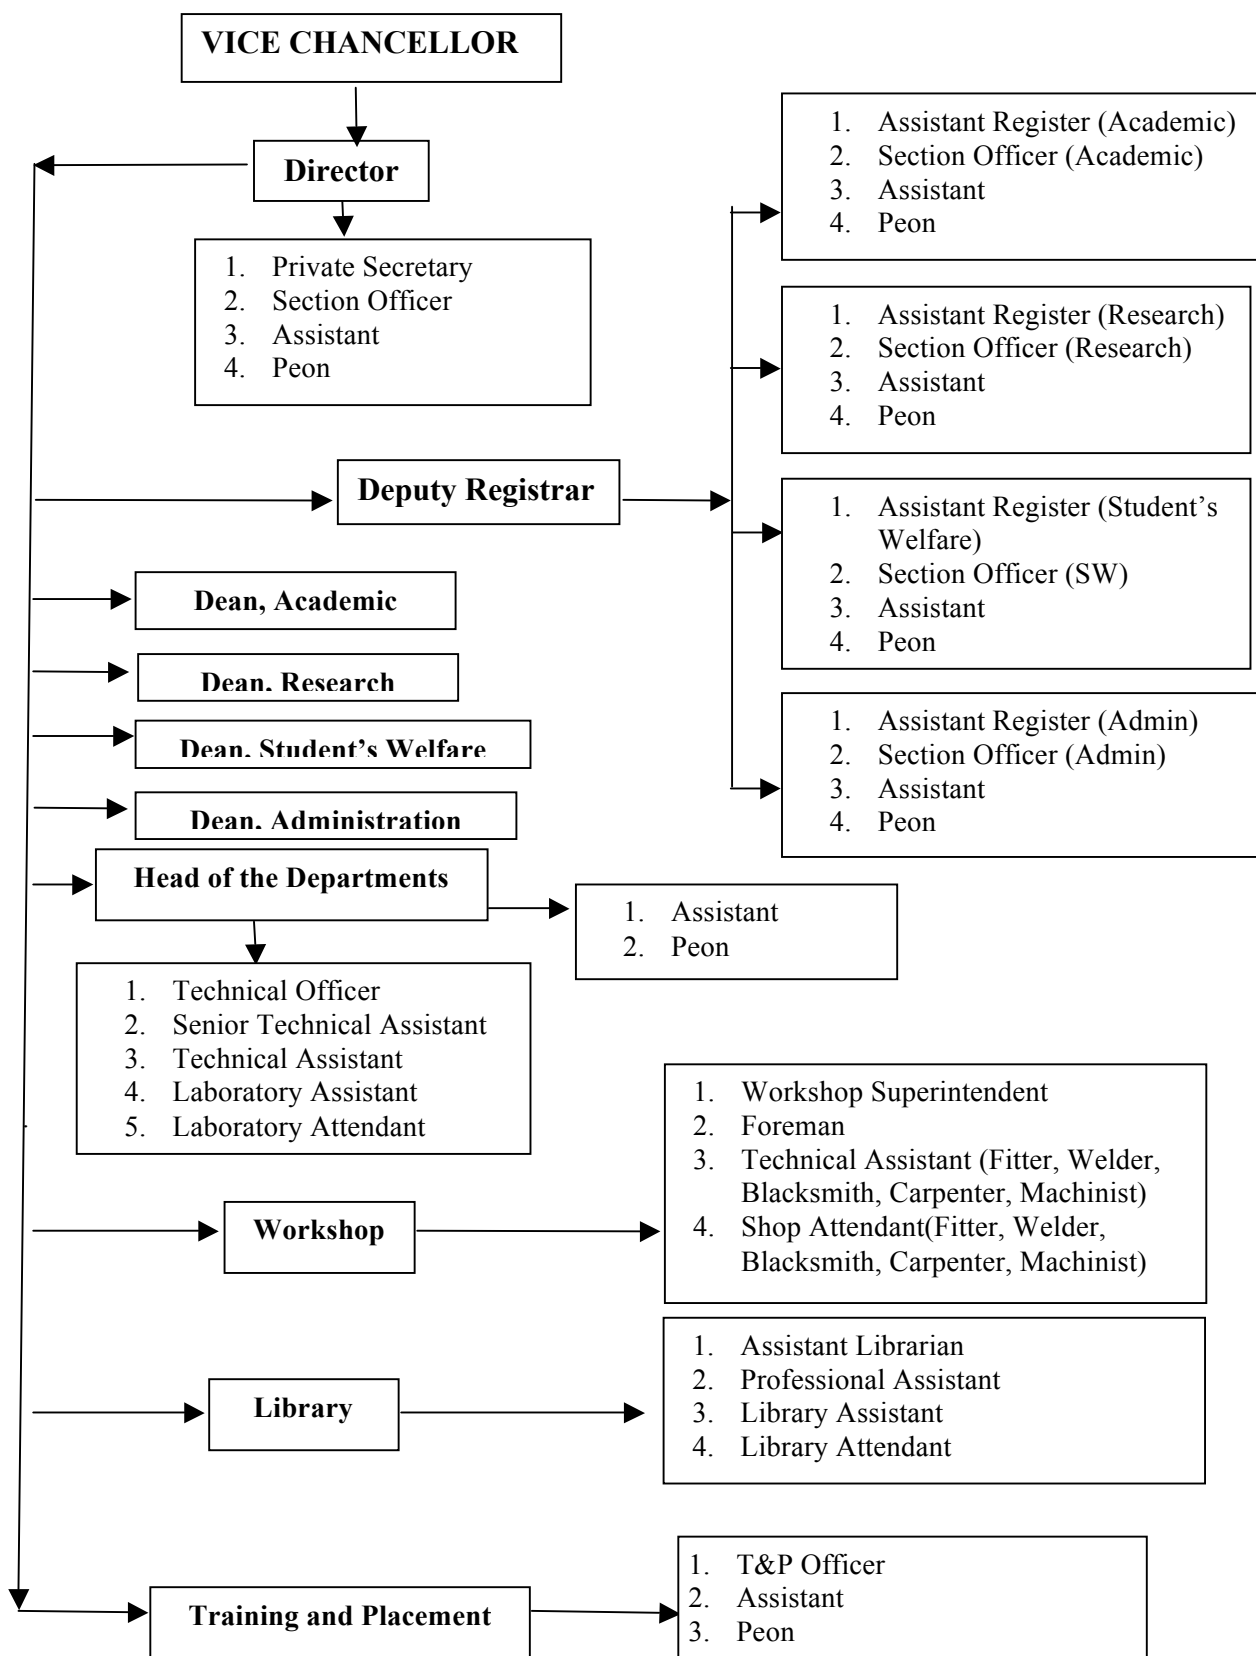 VICE CHANCELLOR
Director
1. Private Secretary
2. Section Officer
3. Assistant
4. Peon
1. Assistant Register (Academic)
2. Section Officer (Academic)
3. Assistant
4. Peon
1. Assistant Register (Research)
2. Section Officer (Research)
3. Assistant
4. Peon
Deputy Registrar
1. Assistant Register (Student’s
Welfare)
2. Section Officer (SW)
3. Assistant
4. Peon
1. Assistant Register (Admin)
2. Section Officer (Admin)
3. Assistant
4. Peon
Dean, Academic
Dean, Research
Dean, Student’s Welfare
Dean, Administration
Head of the Departments
1. Assistant
2. Peon
1. Technical Officer
2. Senior Technical Assistant
3. Technical Assistant
4. Laboratory Assistant
5. Laboratory Attendant
Workshop
1. Workshop Superintendent
2. Foreman
3. Technical Assistant (Fitter, Welder,
Blacksmith, Carpenter, Machinist)
4. Shop Attendant(Fitter, Welder,
Blacksmith, Carpenter, Machinist)
Library
1. Assistant Librarian
2. Professional Assistant
3. Library Assistant
4. Library Attendant
Training and Placement
1. T&P Officer
2. Assistant
3. Peon